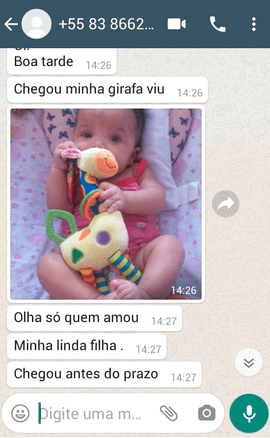 +55 83 8662...
Boa tarde 14:26
Chegou minha girafa viu 14:26
14:26
Olha só quem amou 14:27
Minha linda filha . 14:27
Chegou antes do prazo 14:27
Digite uma m...